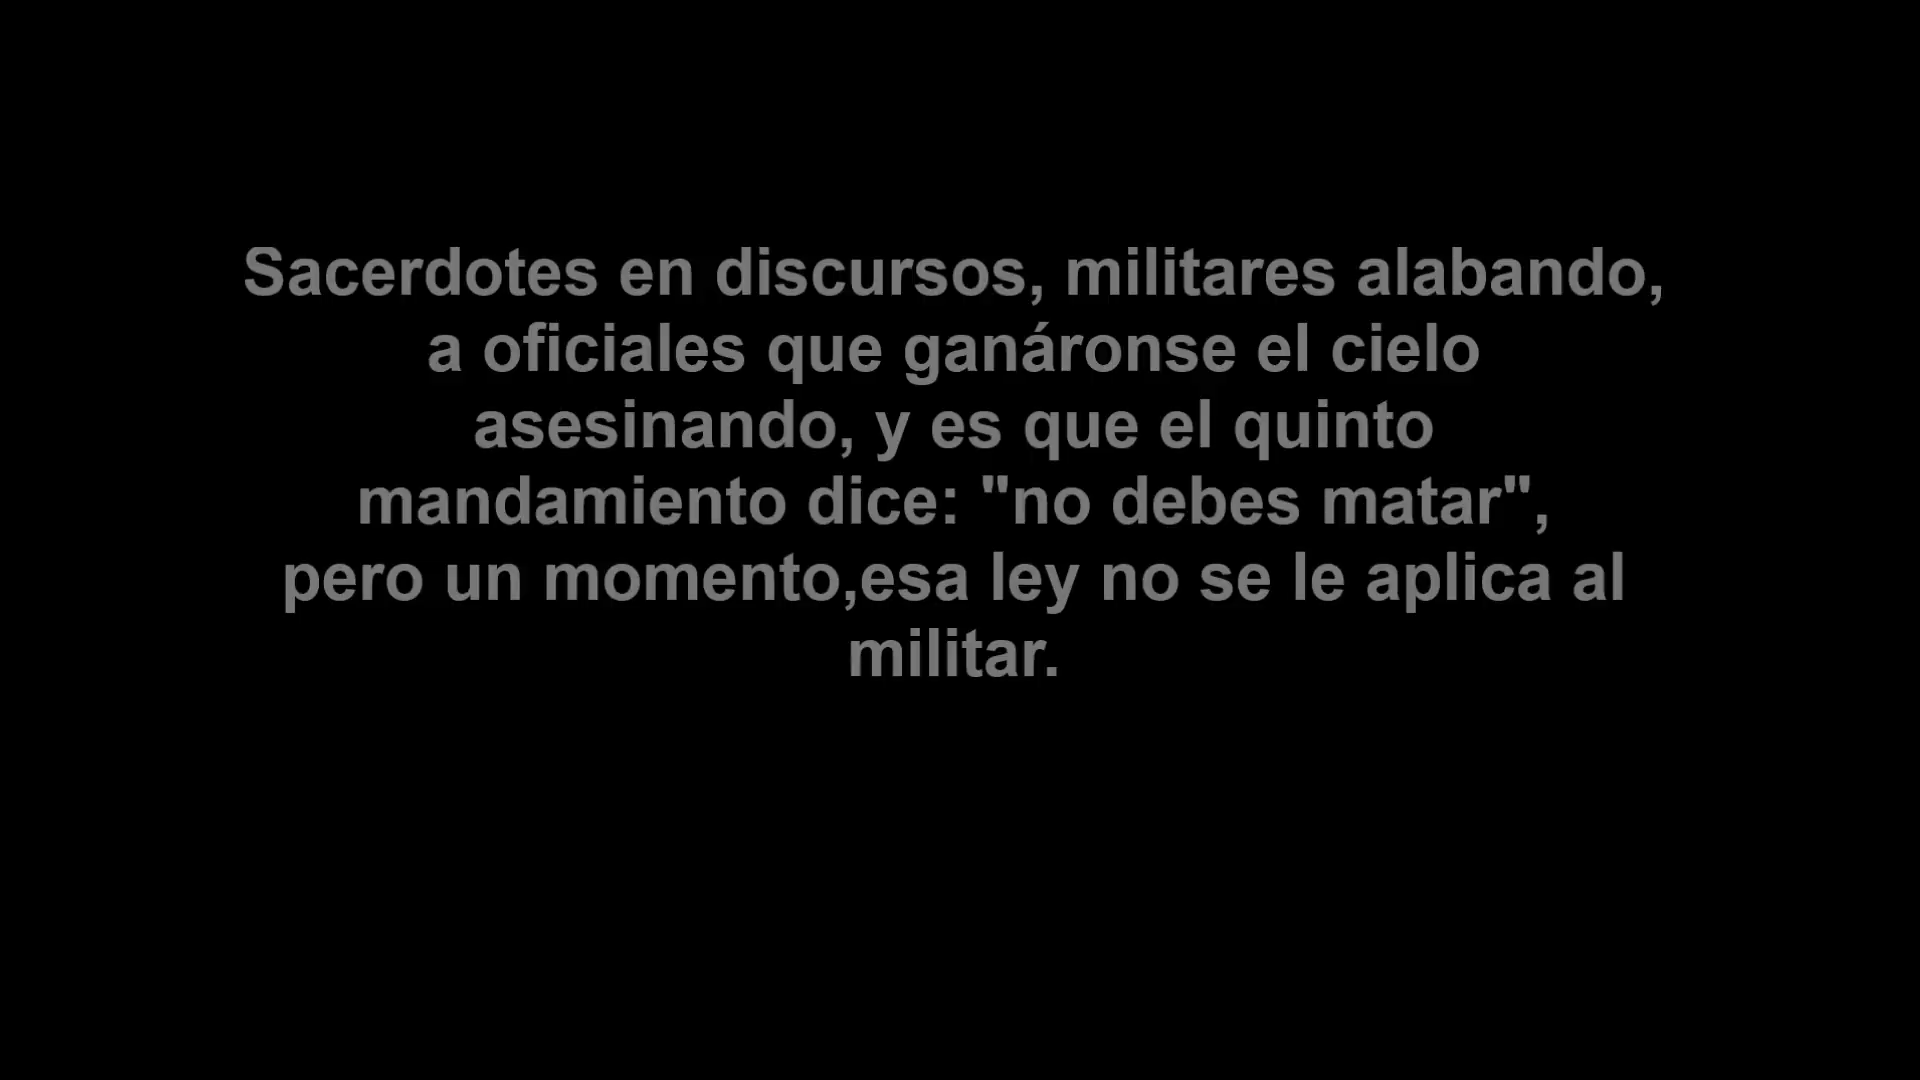 Sacerdotes en discursos, militares alabando,
a oficiales que ganáronse el cielo
asesinando, y es que el quinto
mandamiento dice: "no debes matar",
pero un momento,esa ley no se le aplica al
militar.